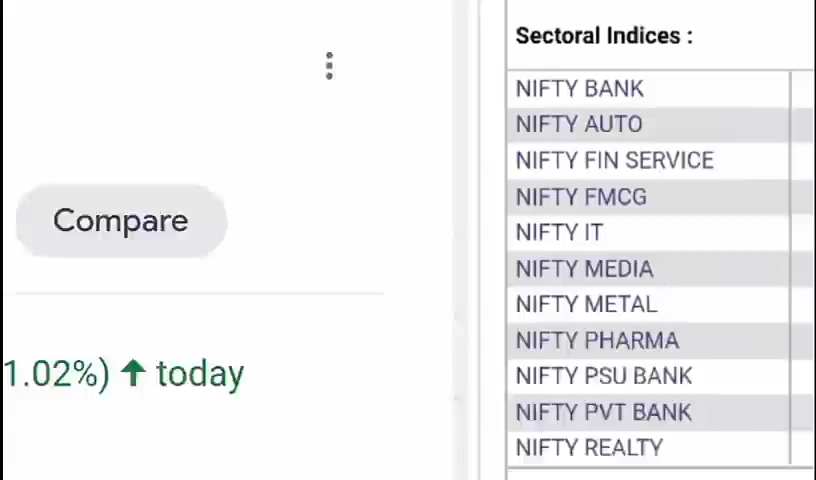 Compare
1.02%) ↑ today
Sectoral Indices :
NIFTY BANK
NIFTY AUTO
NIFTY FIN SERVICE
NIFTY FMCG
NIFTY IT
NIFTY MEDIA
NIFTY METAL
NIFTY PHARMA
NIFTY PSU BANK
NIFTY PVT BANK
NIFTY REALTY